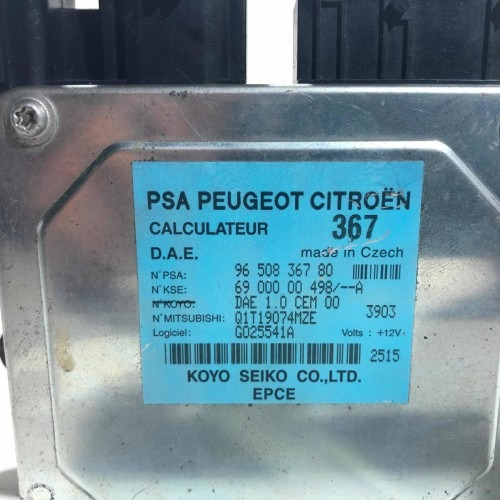 PSA PEUGEOT CITROËN
CALCULATEUR 367
D.A.E. made in Czech
N°PSA: 96 508 367 80
N°KSE: 69 000 00 498/--A
N°KOYO: DAE 1.0 CEM 00
N°MITSUBISHI: Q1T19074MZE 3903
Logiciel: G025541A Volts : +12V
2515
KOYO SEIKO CO.,LTD.
EPCE